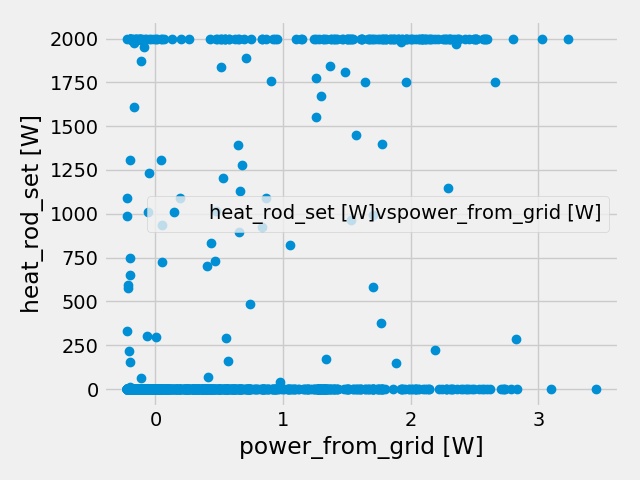 2000
1750
1500
1250
1000
750
500
250
0
heat_rod_set [W]
heat_rod_set [W]vspower_from_grid [W]
0 1 2 3
power_from_grid [W]